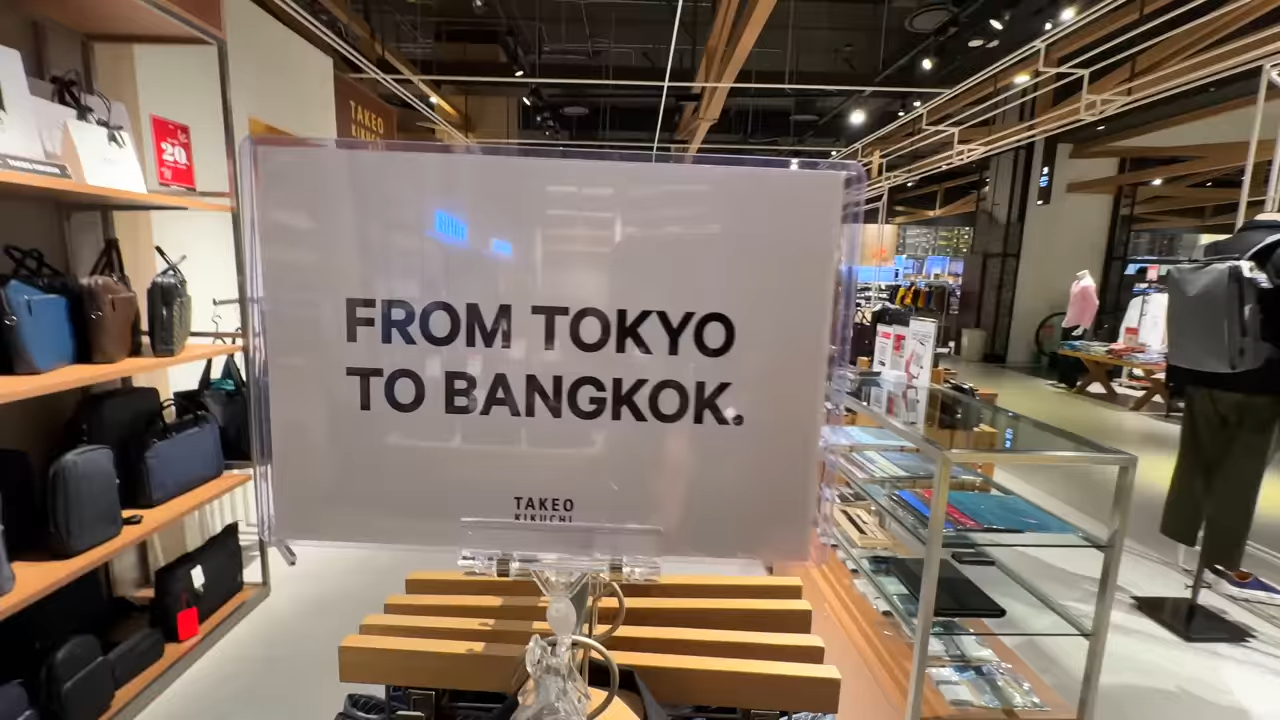 TAKEO
KIKUCHI
20
FROM TOKYO
TO BANGKOK.
TAKEO
KIKUCHI